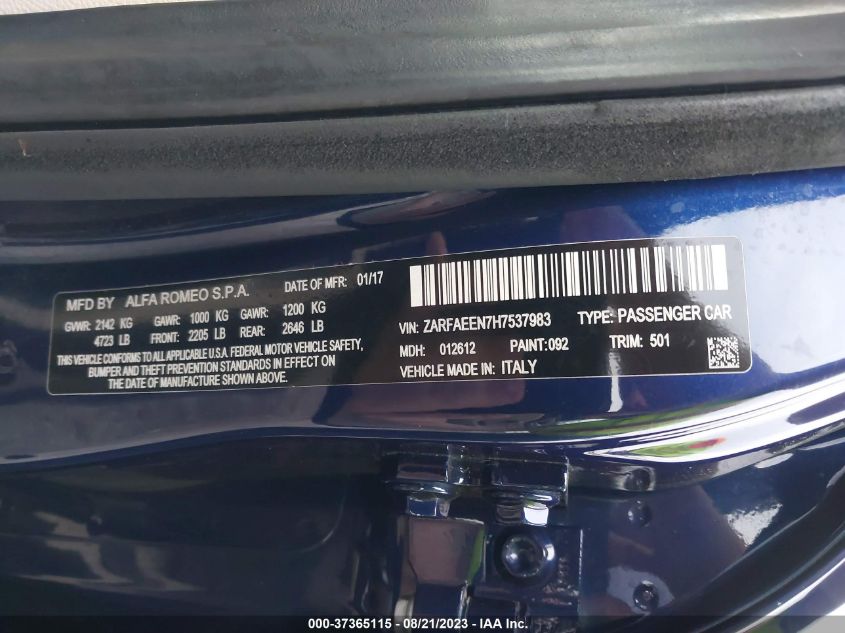 MFD BY ALFA ROMEO S.P.A. DATE OF MFR: 01/17
GVWR: 2142 KG GAWR: 1000 KG GAWR: 1200 KG
4723 LB FRONT: 2205 LB REAR: 2646 LB
THIS VEHICLE CONFORMS TO ALL APPLICABLE U.S.A. FEDERAL MOTOR VEHICLE SAFETY,
BUMPER AND THEFT PREVENTION STANDARDS IN EFFECT ON
THE DATE OF MANUFACTURE SHOWN ABOVE.
VIN: ZARFAEEN7H7537983 TYPE: PASSENGER CAR
MDH: 012612 PAINT:092 TRIM: 501
VEHICLE MADE IN: ITALY
000-37365115 - 08/21/2023 - Copyright IAA, Inc.